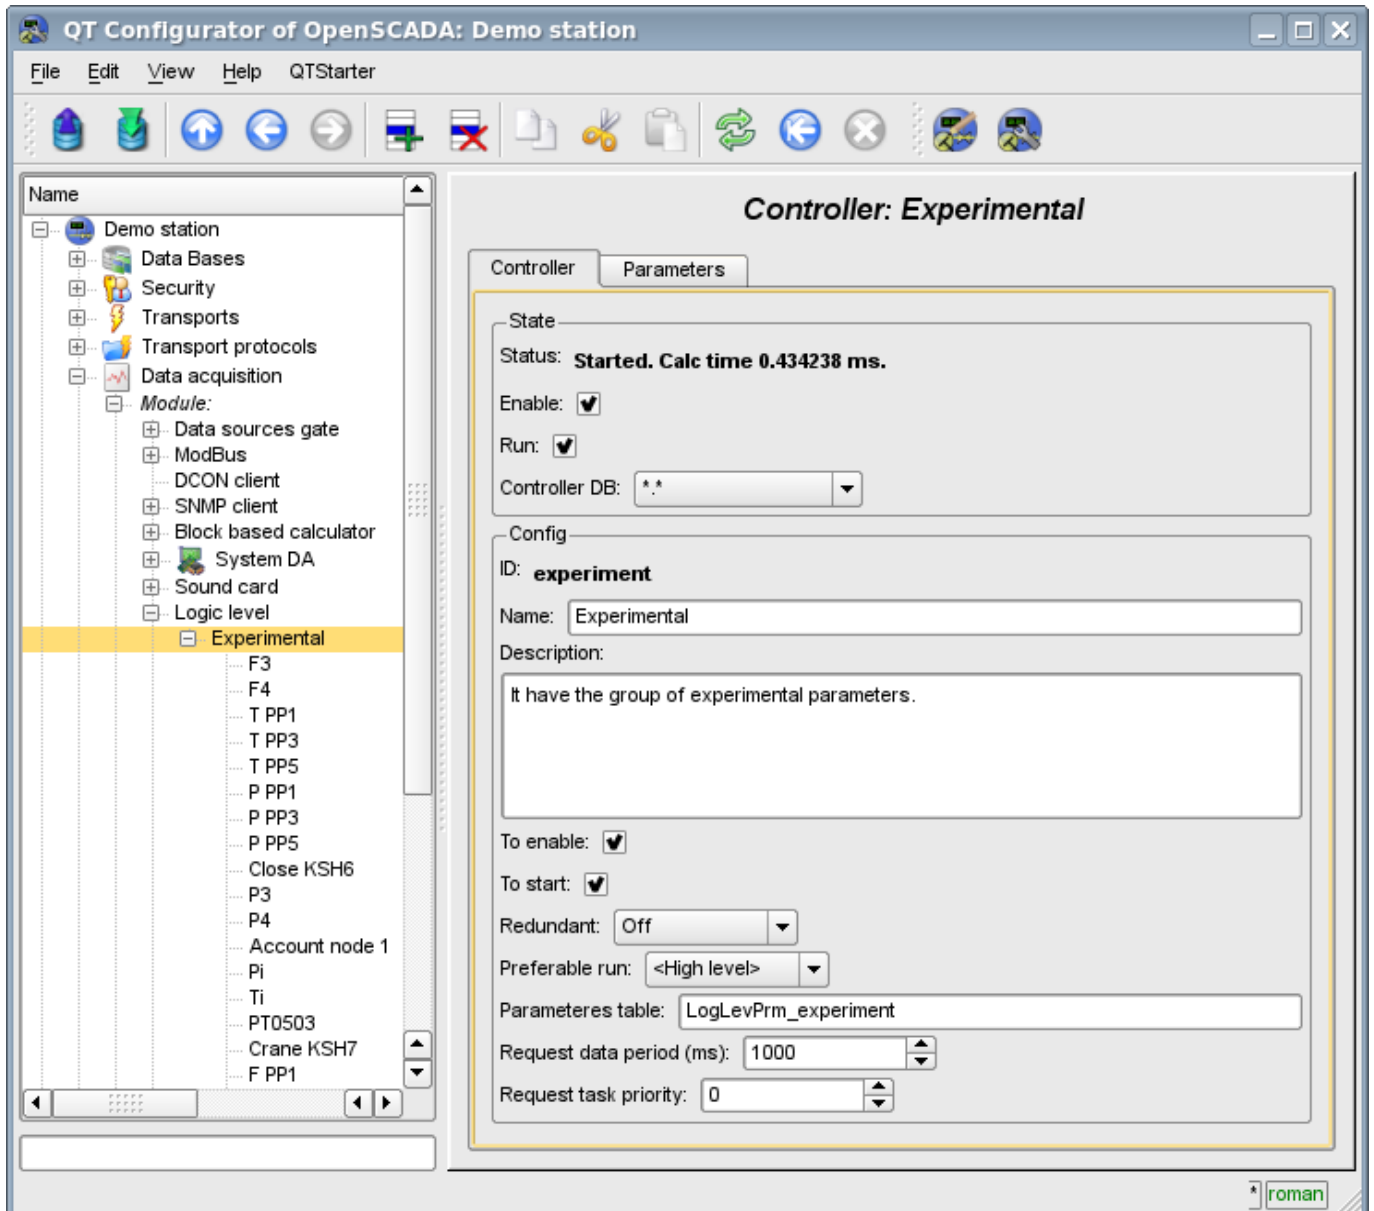 QT Configurator of OpenSCADA: Demo station
File Edit View Help QTStarter
Name
Demo station
Data Bases
Security
Transports
Transport protocols
Data acquisition
Module:
Data sources gate
ModBus
DCON client
SNMP client
Block based calculator
System DA
Sound card
Logic level
Experimental
F3
F4
T PP1
T PP3
T PP5
P PP1
P PP3
P PP5
Close KSH6
P3
P4
Account node 1
Pi
Ti
PT0503
Crane KSH7
F PP1
Controller: Experimental
Controller Parameters
State
Status: Started. Calc time 0.434238 ms.
Enable:
Run:
Controller DB: *.*
Config
ID: experiment
Name: Experimental
Description:
It have the group of experimental parameters.
To enable:
To start:
Redundant: Off
Preferable run: <High level>
Parameteres table: LogLevPrm_experiment
Request data period (ms): 1000
Request task priority: 0
* roman